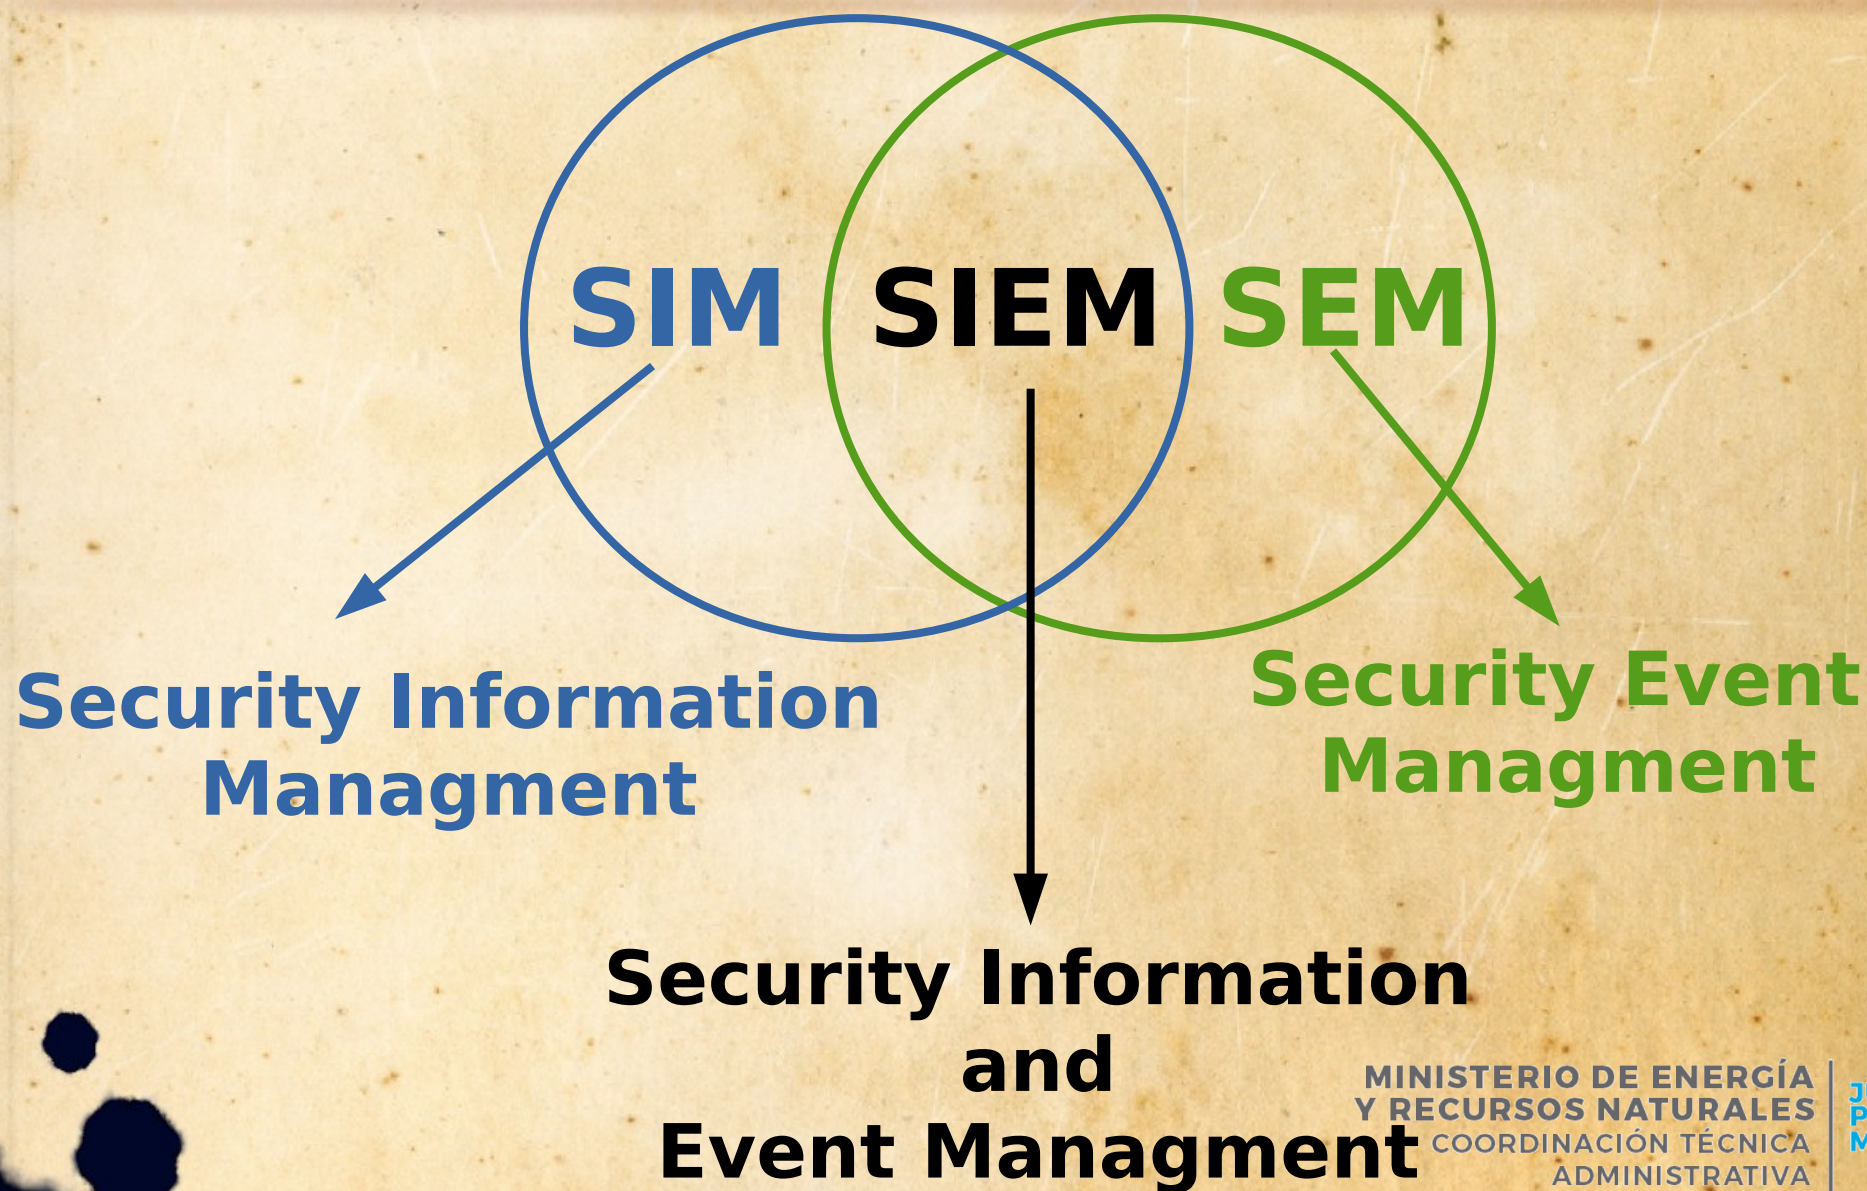 SIM SIEM SEM
Security Information
Managment
Security Event
Managment
Security Information
and
Event Managment
MINISTERIO DE ENERGÍA
Y RECURSOS NATURALES
COORDINACIÓN TÉCNICA
ADMINISTRATIVA